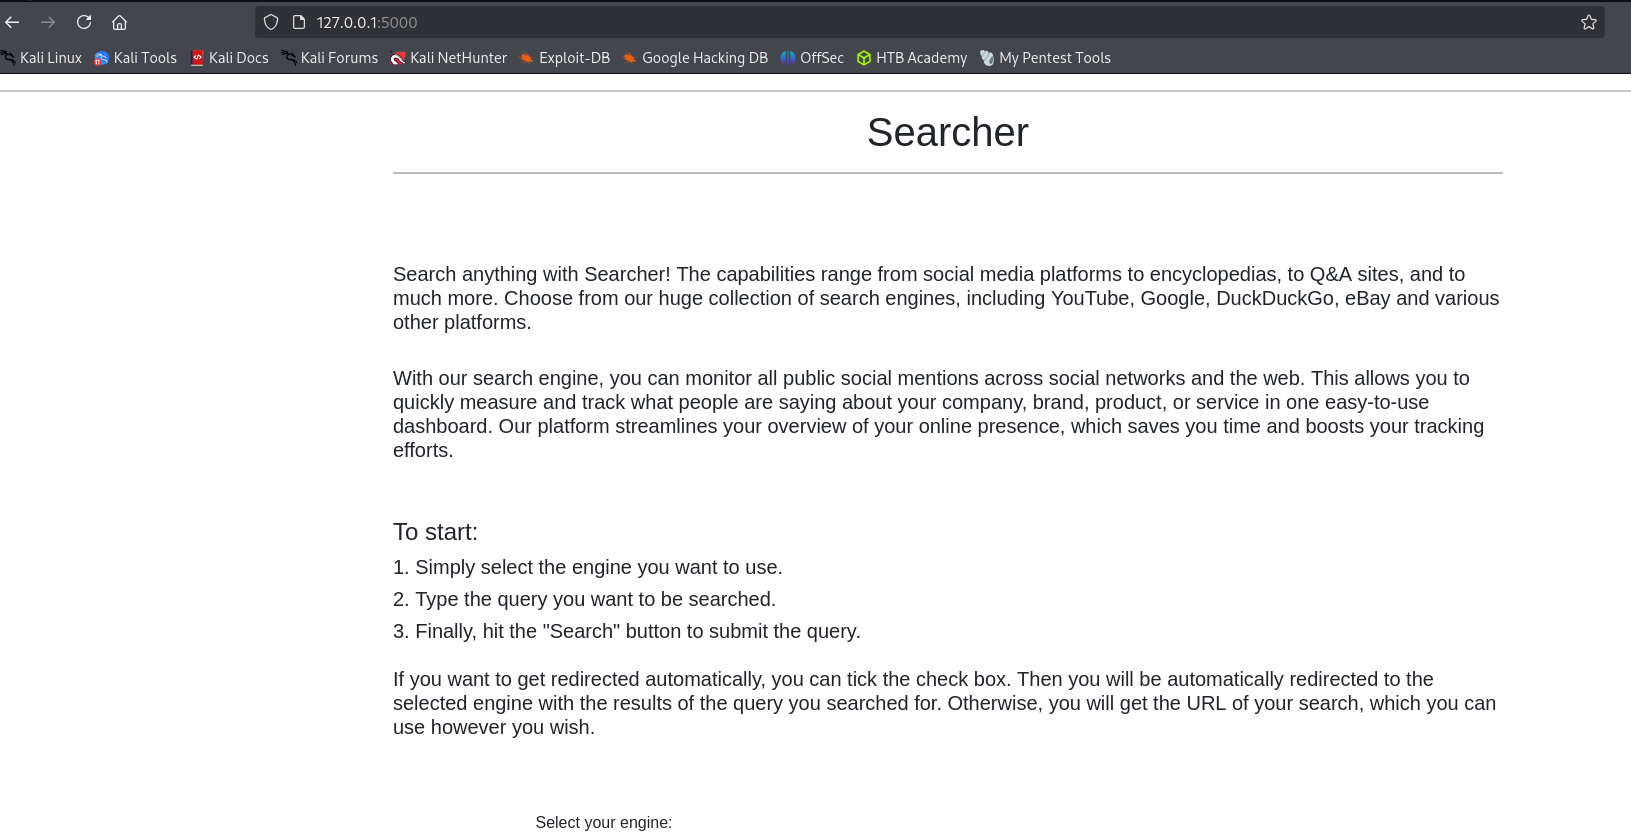 127.0.0.1:5000
Kali Linux Kali Tools Kali Docs Kali Forums Kali NetHunter Exploit-DB Google Hacking DB OffSec HTB Academy My Pentest Tools
Searcher
Search anything with Searcher! The capabilities range from social media platforms to encyclopedias, to Q&A sites, and to
much more. Choose from our huge collection of search engines, including YouTube, Google, DuckDuckGo, eBay and various
other platforms.
With our search engine, you can monitor all public social mentions across social networks and the web. This allows you to
quickly measure and track what people are saying about your company, brand, product, or service in one easy-to-use
dashboard. Our platform streamlines your overview of your online presence, which saves you time and boosts your tracking
efforts.
To start:
1. Simply select the engine you want to use.
2. Type the query you want to be searched.
3. Finally, hit the "Search" button to submit the query.
If you want to get redirected automatically, you can tick the check box. Then you will be automatically redirected to the
selected engine with the results of the query you searched for. Otherwise, you will get the URL of your search, which you can
use however you wish.
Select your engine: